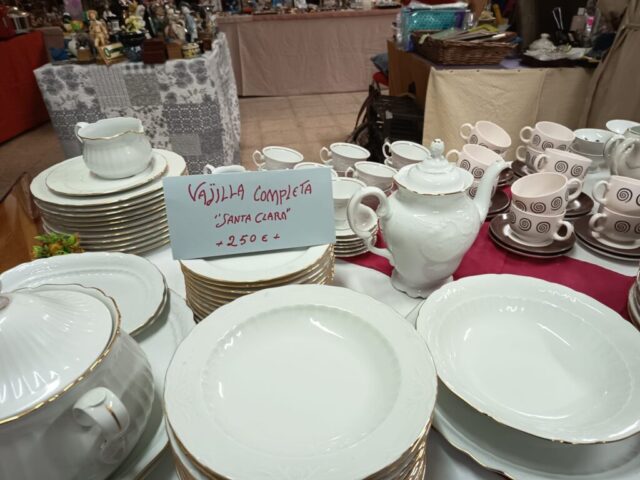 VAJILLA COMPLETA
"SANTA CLARA"
+ 250 € +